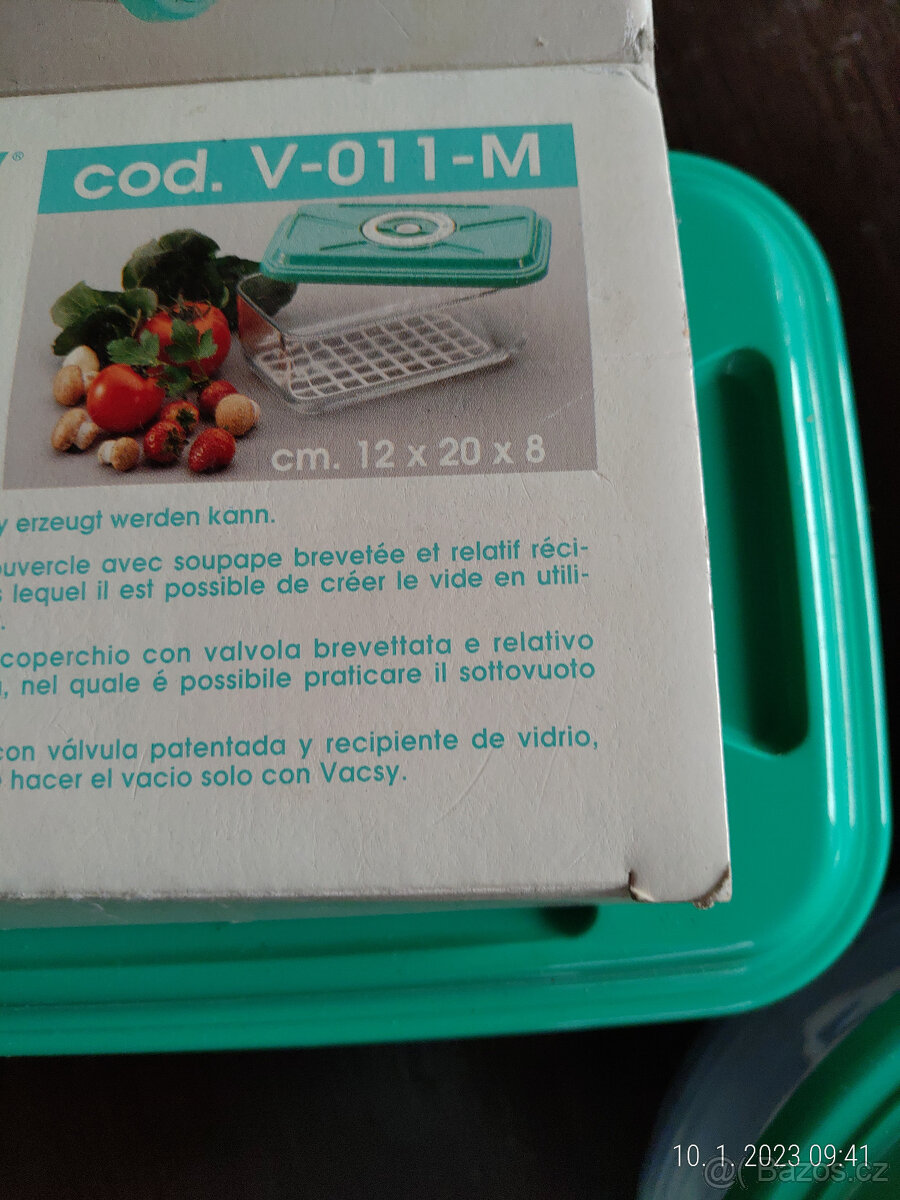 ®
cod. V-011-M
cm. 12 x 20 x 8
y erzeugt werden kann.
ouvercle avec soupape brevetée et relatif réci-
s lequel il est possible de créer le vide en utili-
.
coperchio con valvola brevettata e relativo
, nel quale é possibile praticare il sottovuoto
con válvula patentada y recipiente de vidrio,
hacer el vacio solo con Vacsy.
10. 1. 2023 09:41
@( Bazos.cz